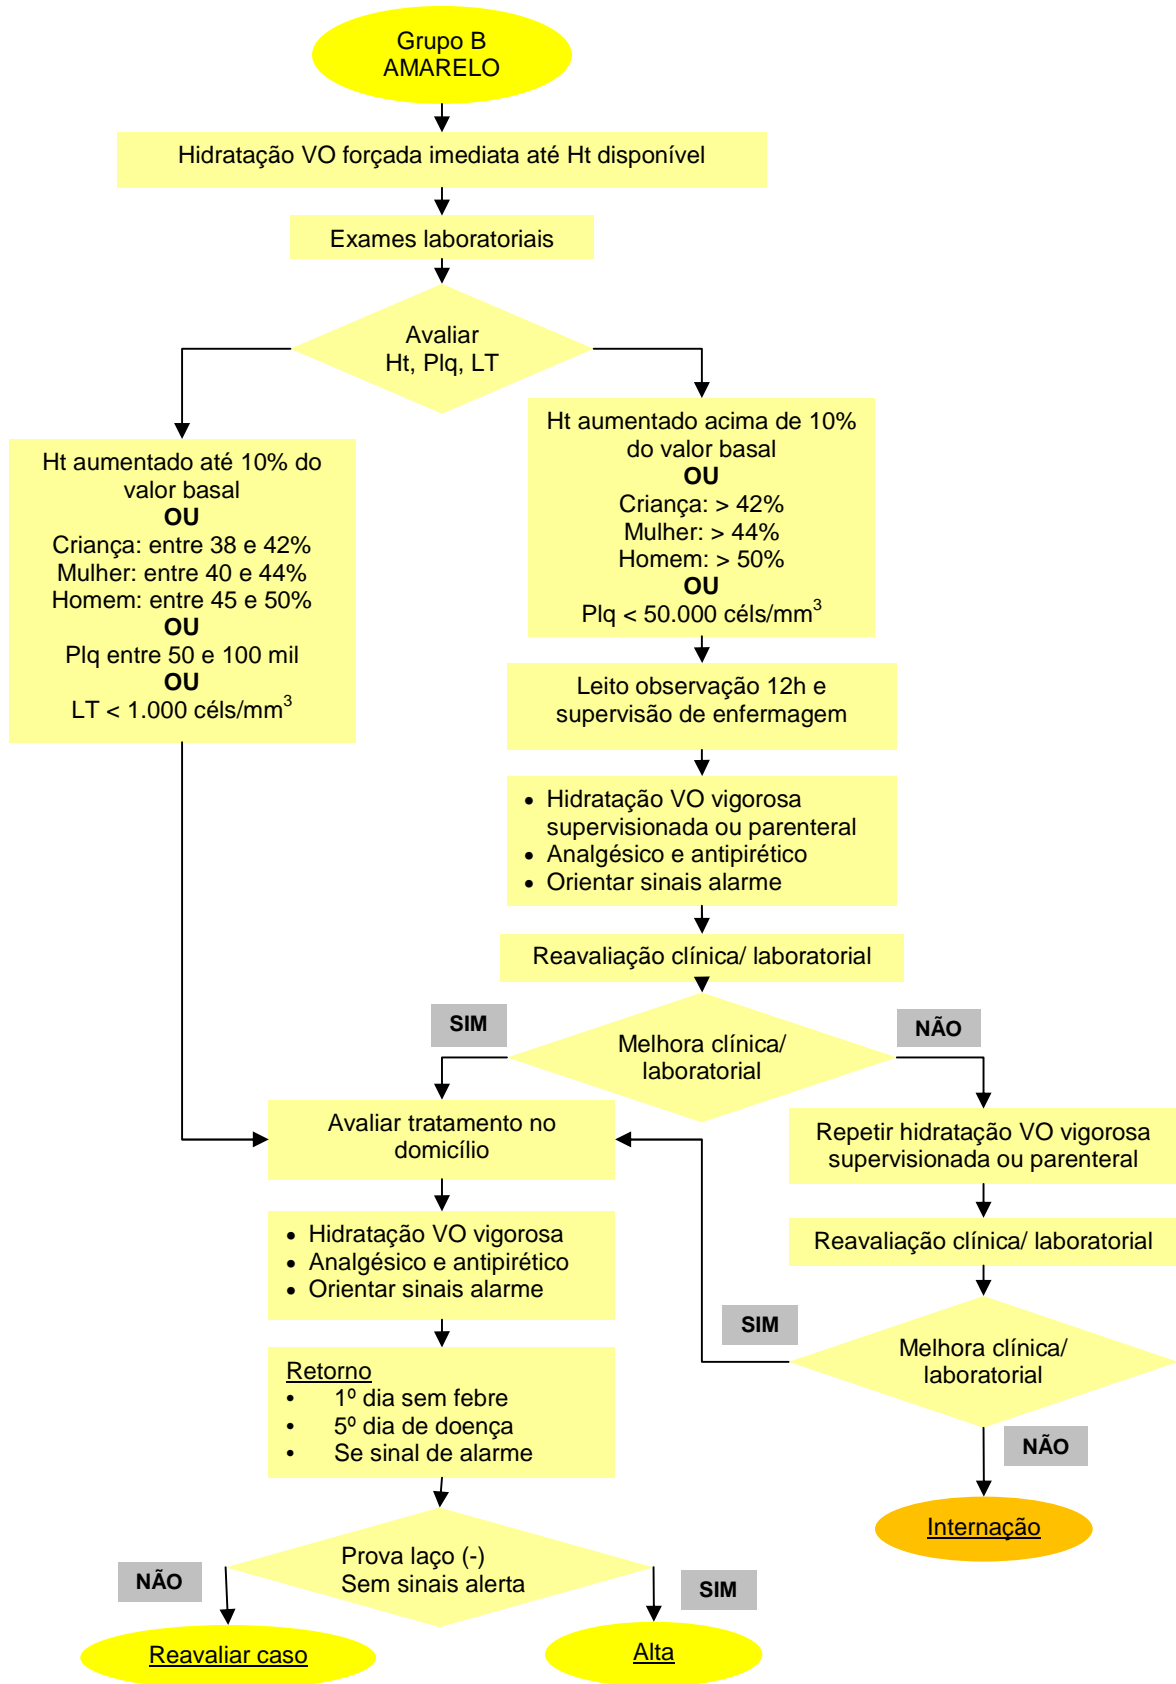 Grupo B
AMARELO
Hidratação VO forçada imediata até Ht disponível
Exames laboratoriais
Avaliar
Ht, Plq, LT
Ht aumentado até 10% do
valor basal
OU
Criança: entre 38 e 42%
Mulher: entre 40 e 44%
Homem: entre 45 e 50%
OU
Plq entre 50 e 100 mil
OU
LT < 1.000 céls/mm³
Ht aumentado acima de 10%
do valor basal
OU
Criança: > 42%
Mulher: > 44%
Homem: > 50%
OU
Plq < 50.000 céls/mm³
Leito observação 12h e
supervisão de enfermagem
• Hidratação VO vigorosa
supervisionada ou parenteral
• Analgésico e antipirético
• Orientar sinais alarme
Reavaliação clínica/ laboratorial
Melhora clínica/
laboratorial
SIM
NÃO
Avaliar tratamento no
domicílio
Repetir hidratação VO vigorosa
supervisionada ou parenteral
• Hidratação VO vigorosa
• Analgésico e antipirético
• Orientar sinais alarme
Reavaliação clínica/ laboratorial
Melhora clínica/
laboratorial
SIM
NÃO
Internação
Retorno
• 1º dia sem febre
• 5º dia de doença
• Se sinal de alarme
Prova laço (-)
Sem sinais alerta
NÃO
SIM
Reavaliar caso
Alta